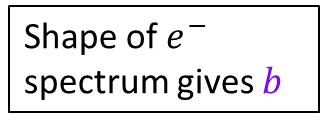 Shape of e⁻
spectrum gives b